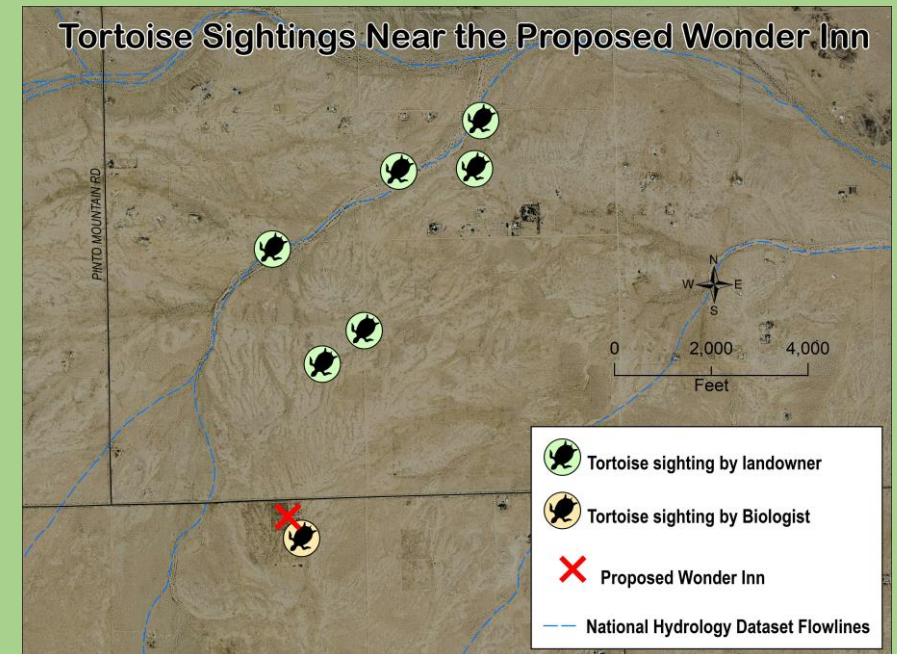 Tortoise Sightings Near the Proposed Wonder Inn
PINTO MOUNTAIN RD
N
W E
S
0 2,000 4,000
Feet
Tortoise sighting by landowner
Tortoise sighting by Biologist
Proposed Wonder Inn
National Hydrology Dataset Flowlines